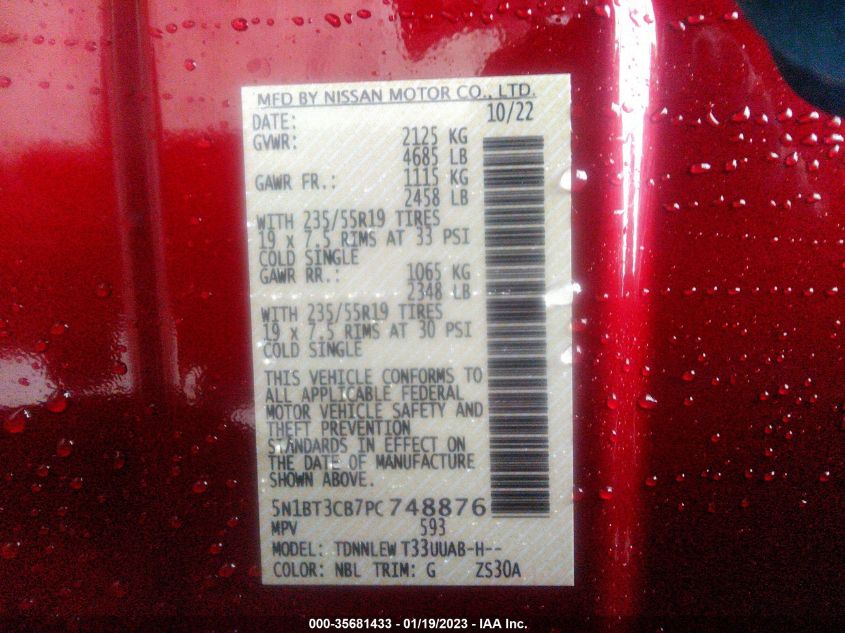 MFD BY NISSAN MOTOR CO., LTD.
DATE: 10/22
GVWR: 2125 KG
4685 LB
GAWR FR.: 1115 KG
2458 LB
WITH 235/55R19 TIRES
19 x 7.5 RIMS AT 33 PSI
COLD SINGLE
GAWR RR.: 1065 KG
2348 LB
WITH 235/55R19 TIRES
19 x 7.5 RIMS AT 30 PSI
COLD SINGLE
THIS VEHICLE CONFORMS TO
ALL APPLICABLE FEDERAL
MOTOR VEHICLE SAFETY AND
THEFT PREVENTION
STANDARDS IN EFFECT ON
THE DATE OF MANUFACTURE
SHOWN ABOVE.
5N1BT3CB7PC748876
MPV 593
MODEL: TDNNLEW T33UUAB-H--
COLOR: NBL TRIM: G ZS30A
000-35681433 - 01/19/2023 - IAA Inc.